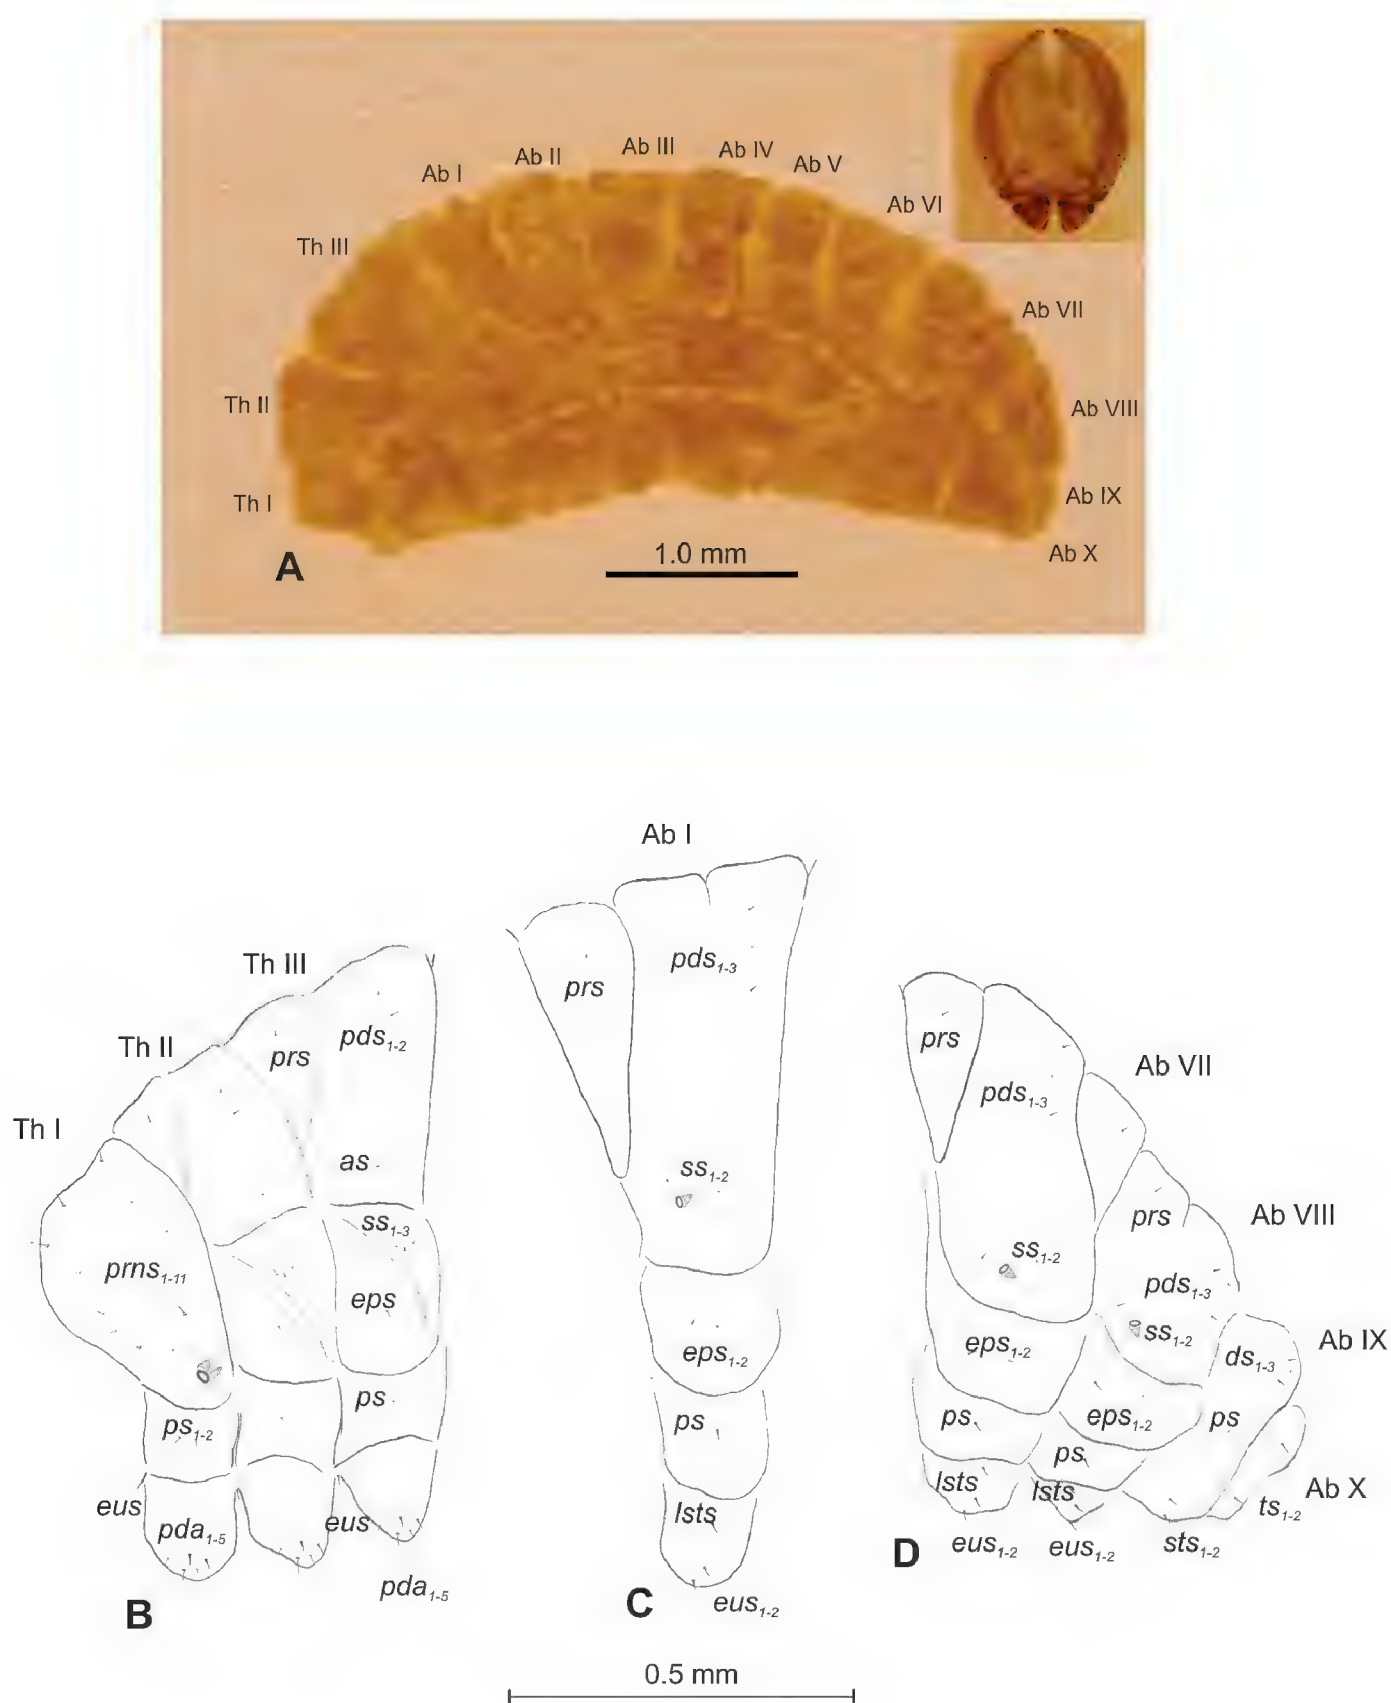 Ab I
Ab II
Ab III
Ab IV
Ab V
Ab VI
Ab VII
Ab VIII
Ab IX
Ab X
Th III
Th II
Th I
A
1.0 mm
Th I
Th II
Th III
prs
pds1-2
as
ss1-3
prns1-11
eps
ps
ps1-2
eus
pda1-5
eus
pda1-5
B
Ab I
prs
pds1-3
ss1-2
eps1-2
ps
lsts
eus1-2
C
prs
pds1-3
Ab VII
ss1-2
prs
Ab VIII
pds1-3
ss1-2
eps1-2
ds1-3
Ab IX
ps
eps1-2
ps
ps
lsts
lsts
Ab X
ts1-2
eus1-2
eus1-2
sts1-2
D
0.5 mm